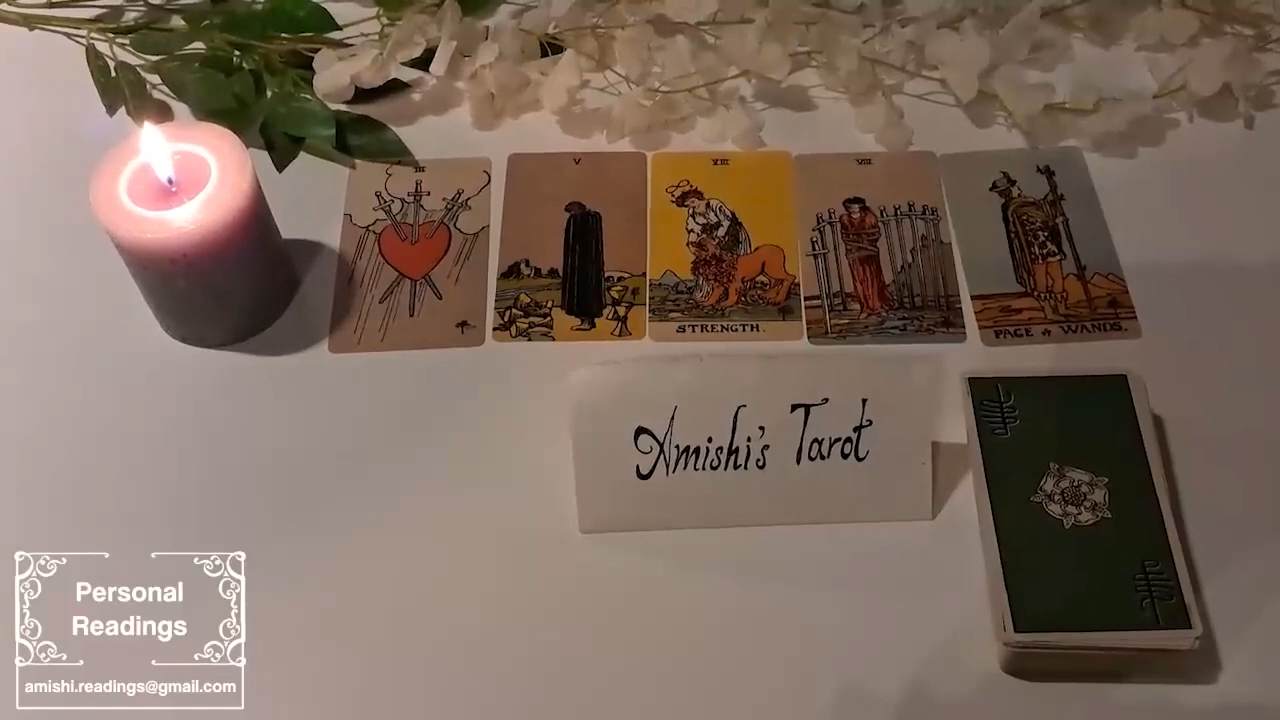 III
V
VIII
VIII
STRENGTH.
PAGE of WANDS.
Amishi's Tarot
Personal
Readings
amishi.readings@gmail.com